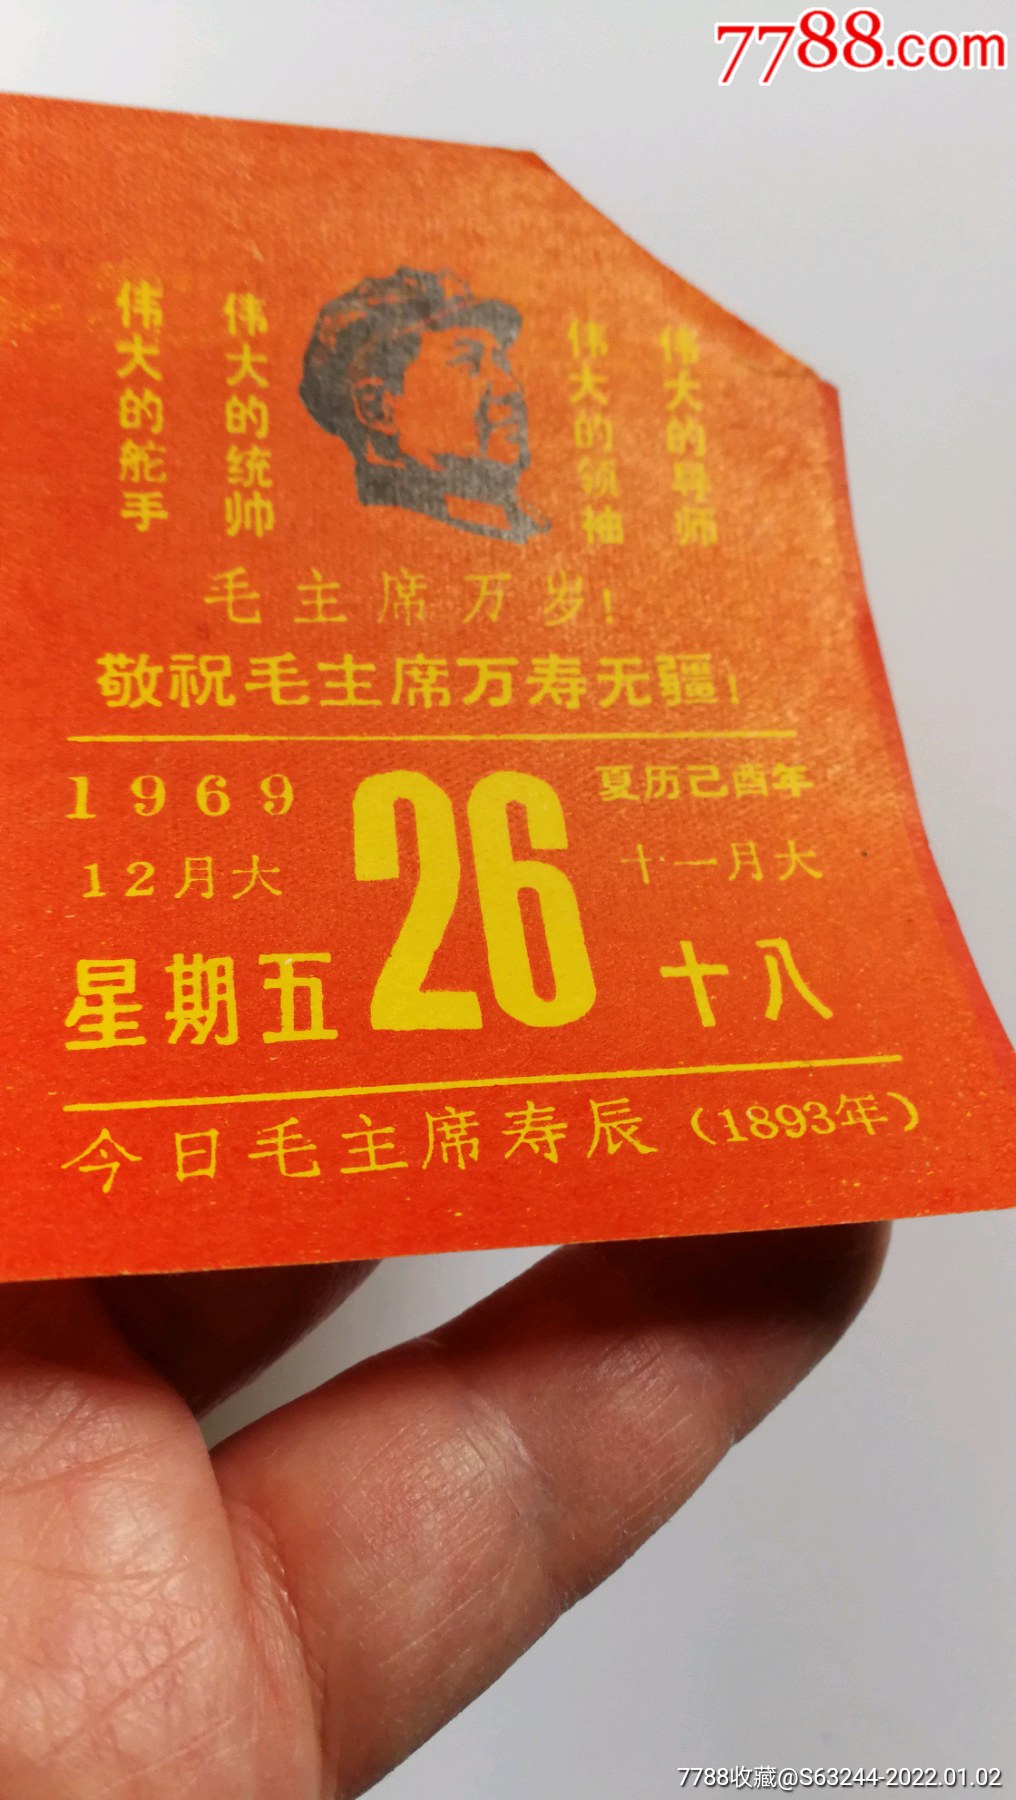 7788.com
伟大的导师
伟大的领袖
伟大的统帅
伟大的舵手
毛主席万岁！
敬祝毛主席万寿无疆！
1969
12月大
星期五
26
夏历己酉年
十一月大
十八
今日毛主席寿辰（1893年）
7788收藏@S63244-2022.01.02